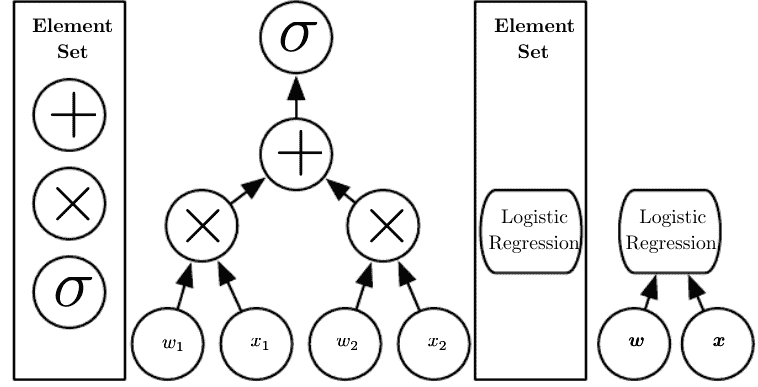 Element
Set
+
×
σ
σ
+
×
×
w₁
x₁
w₂
x₂
Element
Set
Logistic
Regression
Logistic
Regression
w
x